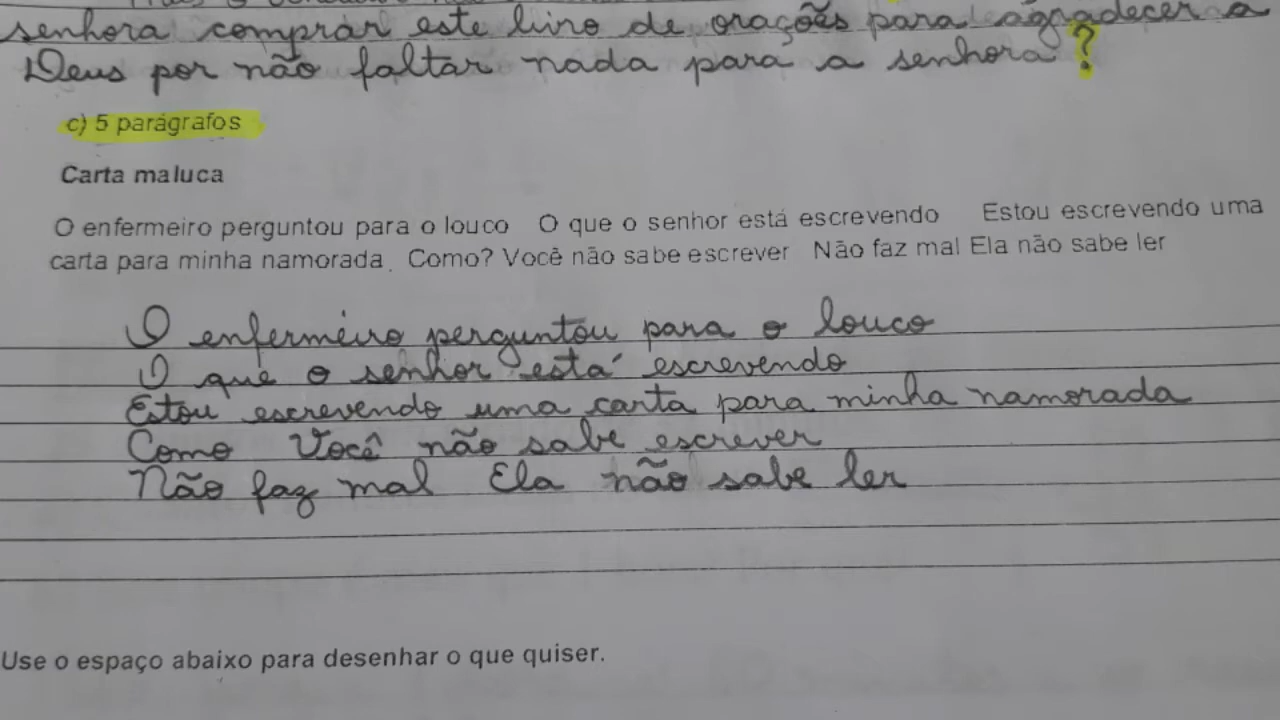 senhora comprar este livro de orações para agradecer a
Deus por não faltar nada para a senhora?
c) 5 parágrafos
Carta maluca
O enfermeiro perguntou para o louco O que o senhor está escrevendo Estou escrevendo uma
carta para minha namorada. Como? Você não sabe escrever Não faz mal Ela não sabe ler
O enfermeiro perguntou para o louco
O que o senhor está escrevendo
Estou escrevendo uma carta para minha namorada
Como Você não sabe escrever
Não faz mal Ela não sabe ler
Use o espaço abaixo para desenhar o que quiser.